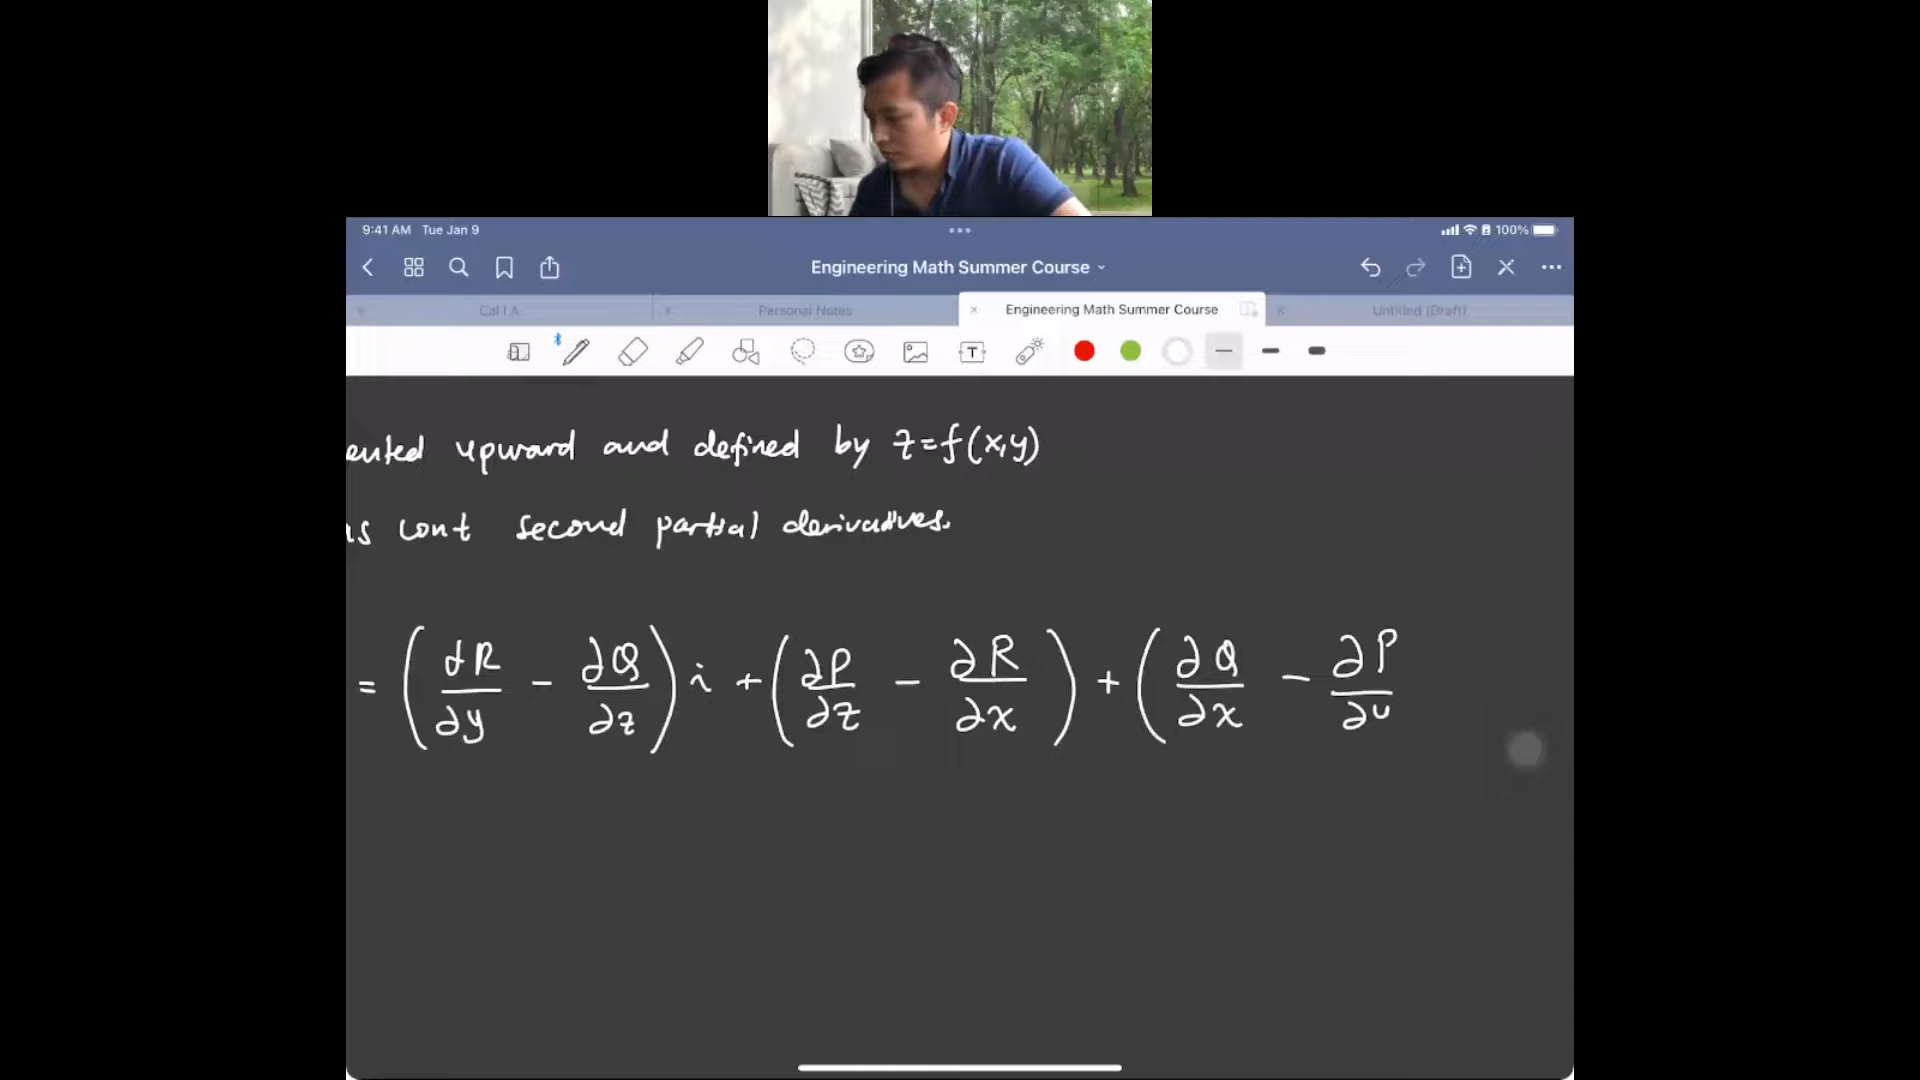 9:41 AM Tue Jan 9
100%
Engineering Math Summer Course
Cal I A
Personal Notes
Engineering Math Summer Course
Untitled (Draft)
T
ented upward and defined by z=f(x,y)
as cont second partial derivatives.
= (∂R/∂y - ∂Q/∂z) i + (∂P/∂z - ∂R/∂x) + (∂Q/∂x - ∂P/∂u